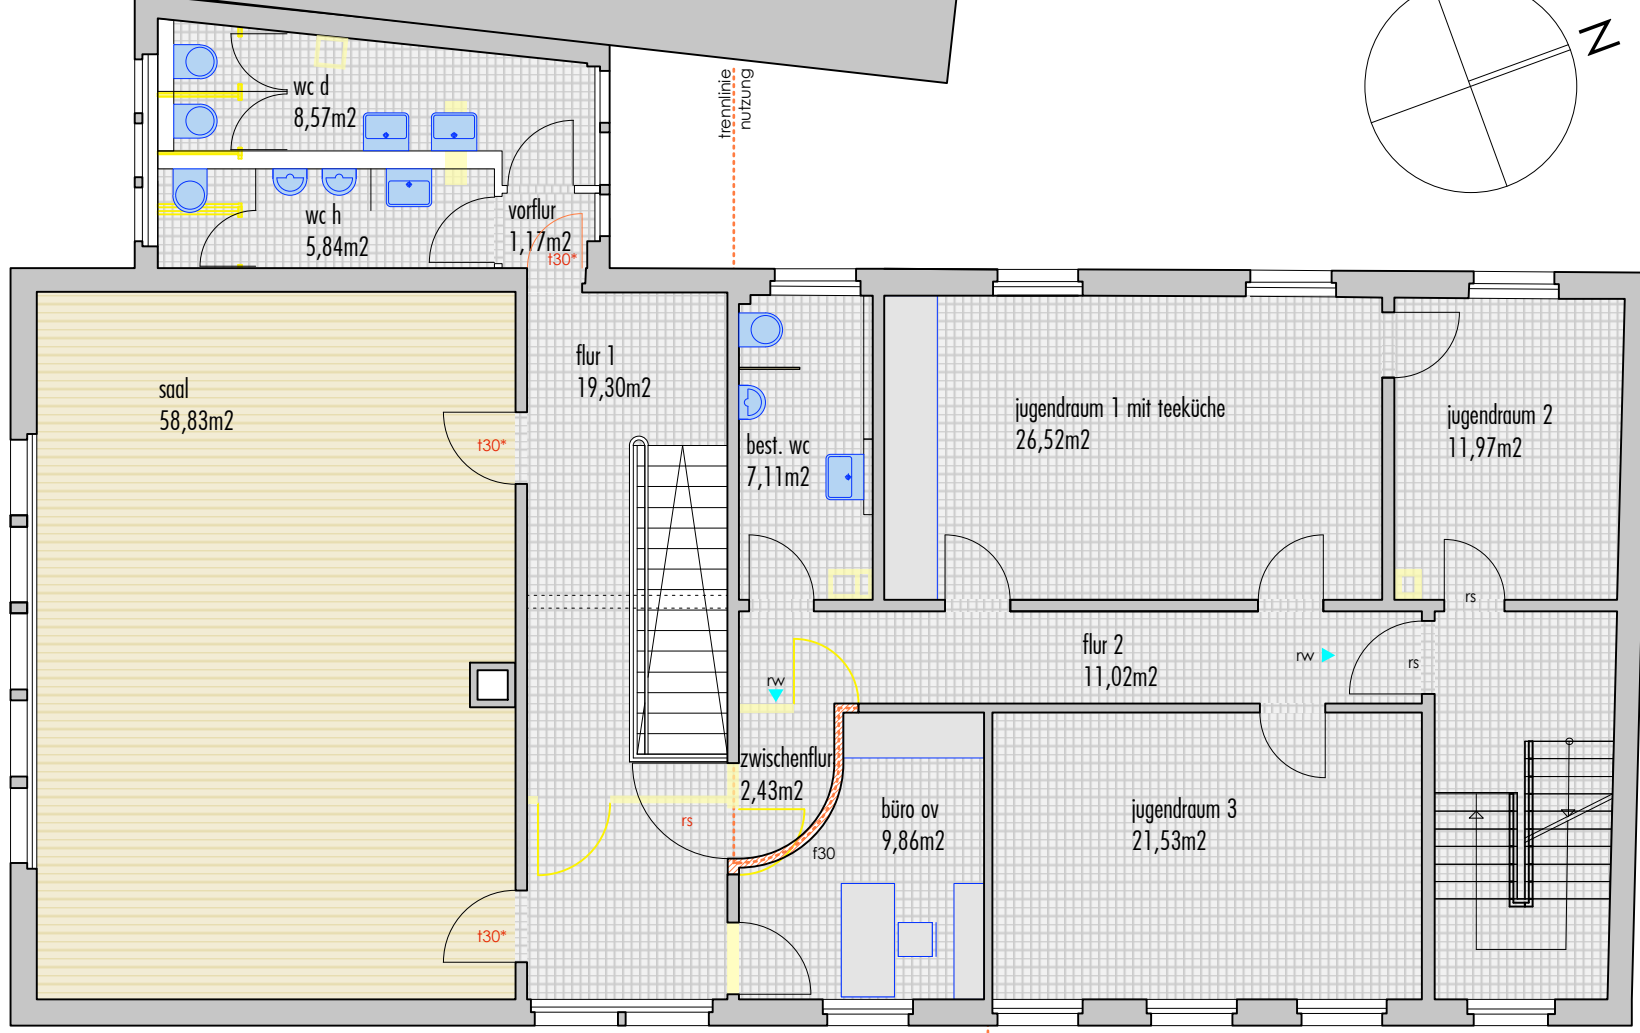 N
trennlinie
nutzung
wc d
8,57m2
wc h
5,84m2
vorflur
1,17m2
t30*
flur 1
19,30m2
saal
58,83m2
t30*
best. wc
7,11m2
jugendraum 1 mit teeküche
26,52m2
jugendraum 2
11,97m2
rs
flur 2
11,02m2
rw
rs
rw
zwischenflur
2,43m2
rs
f30
büro ov
9,86m2
jugendraum 3
21,53m2
t30*